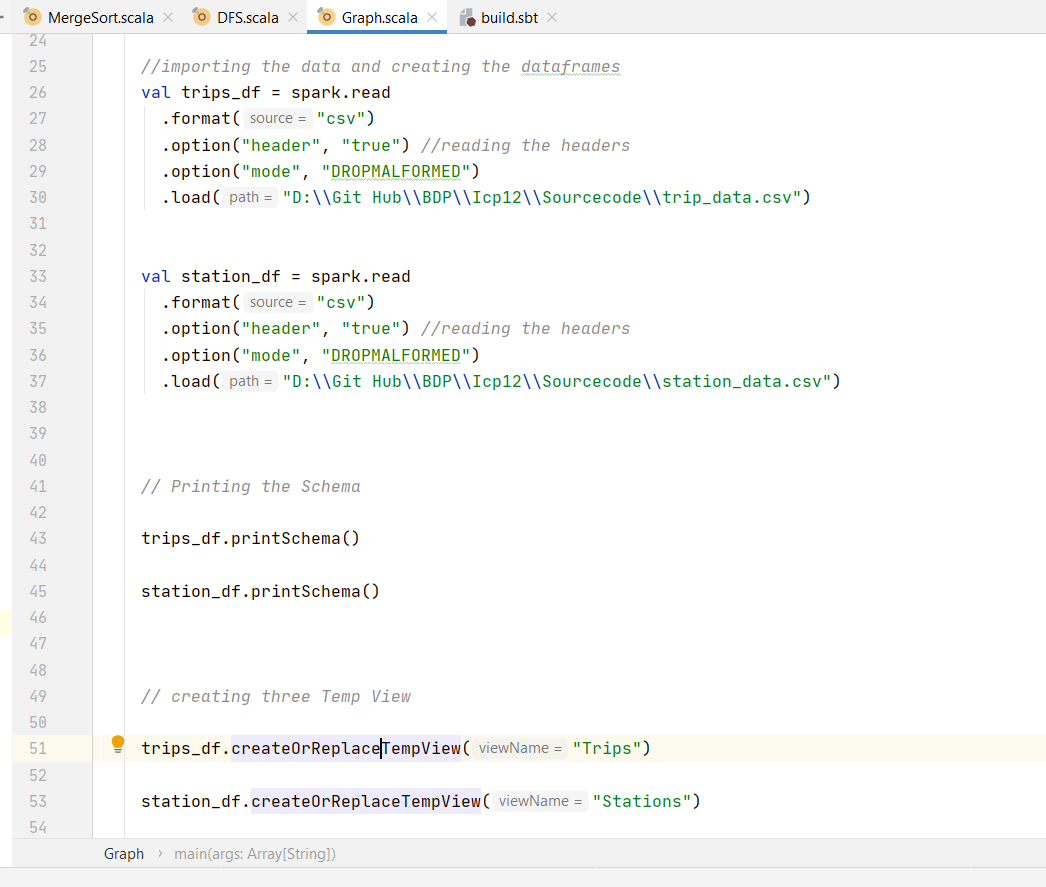 MergeSort.scala DFS.scala Graph.scala build.sbt
24
25 //importing the data and creating the dataframes
26 val trips_df = spark.read
27 .format( source = "csv")
28 .option("header", "true") //reading the headers
29 .option("mode", "DROPMALFORMED")
30 .load( path = "D:\\Git Hub\\BDP\\Icp12\\Sourcecode\\trip_data.csv")
31
32
33 val station_df = spark.read
34 .format( source = "csv")
35 .option("header", "true") //reading the headers
36 .option("mode", "DROPMALFORMED")
37 .load( path = "D:\\Git Hub\\BDP\\Icp12\\Sourcecode\\station_data.csv")
38
39
40
41 // Printing the Schema
42
43 trips_df.printSchema()
44
45 station_df.printSchema()
46
47
48
49 // creating three Temp View
50
51 trips_df.createOrReplaceTempView( viewName = "Trips")
52
53 station_df.createOrReplaceTempView( viewName = "Stations")
54
Graph › main(args: Array[String])